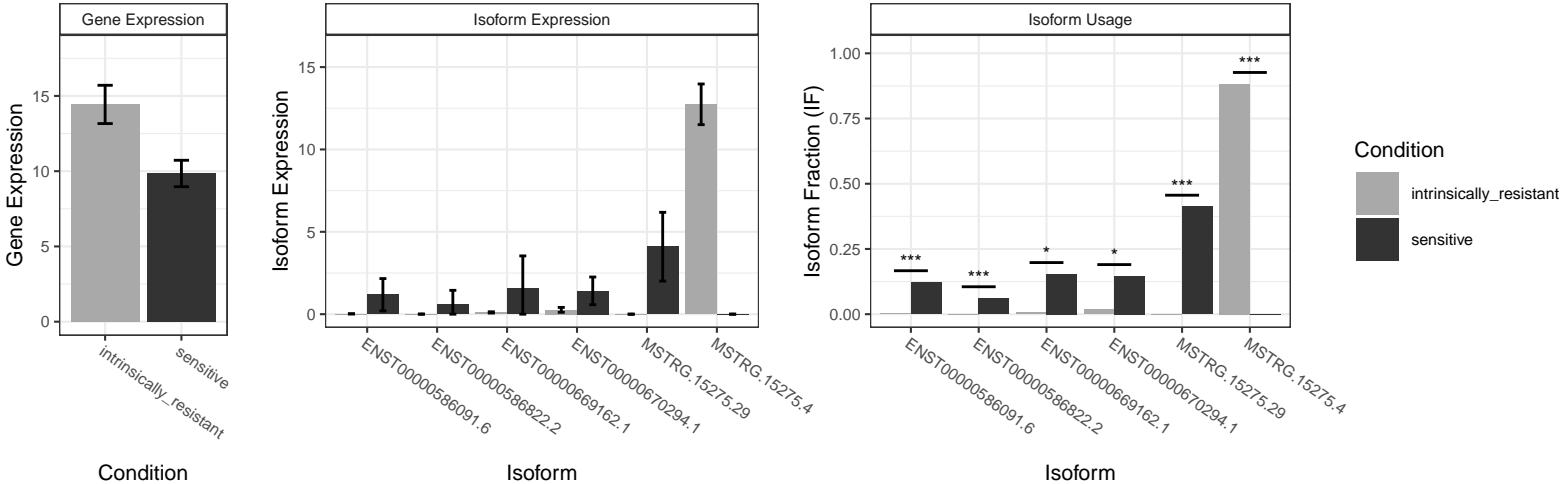 Gene Expression
Isoform Expression
Isoform Usage
Gene Expression
15
10
5
0
intrinsically_resistant
sensitive
Condition
Isoform Expression
15
10
5
0
ENST00000586091.6
ENST00000586822.2
ENST00000669162.1
ENST00000670294.1
MSTRG.15275.29
MSTRG.15275.4
Isoform
Isoform Fraction (IF)
1.00
0.75
0.50
0.25
0.00
***
***
*
*
***
***
ENST00000586091.6
ENST00000586822.2
ENST00000669162.1
ENST00000670294.1
MSTRG.15275.29
MSTRG.15275.4
Isoform
Condition
intrinsically_resistant
sensitive